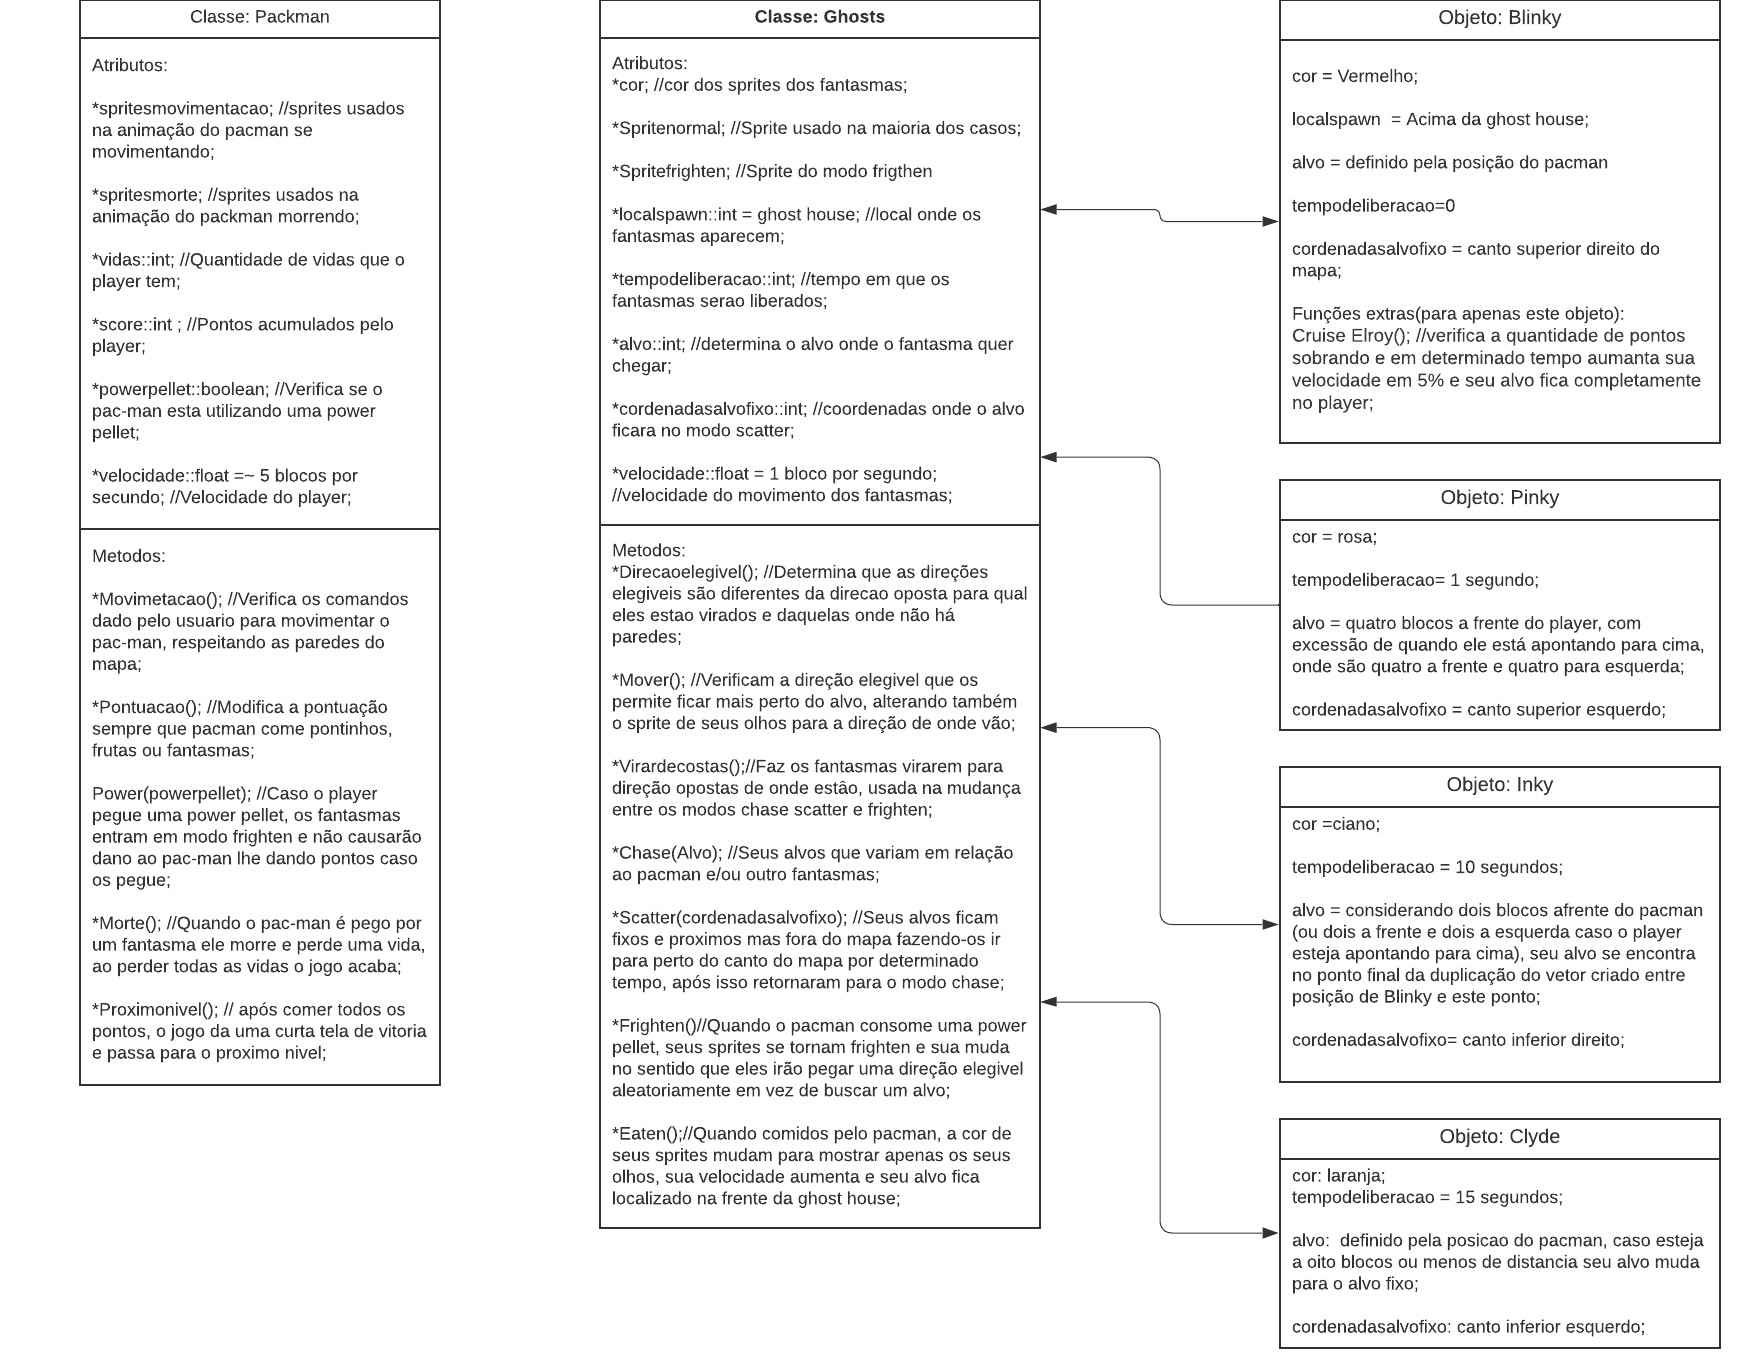 Classe: Packman
Atributos:
*spritesmovimentacao; //sprites usados
na animação do pacman se
movimentando;
*spritesmorte; //sprites usados na
animação do packman morrendo;
*vidas::int; //Quantidade de vidas que o
player tem;
*score::int ; //Pontos acumulados pelo
player;
*powerpellet::boolean; //Verifica se o
pac-man esta utilizando uma power
pellet;
*velocidade::float =~ 5 blocos por
secundo; //Velocidade do player;
Metodos:
*Movimetacao(); //Verifica os comandos
dado pelo usuario para movimentar o
pac-man, respeitando as paredes do
mapa;
*Pontuacao(); //Modifica a pontuação
sempre que pacman come pontinhos,
frutas ou fantasmas;
Power(powerpellet); //Caso o player
pegue uma power pellet, os fantasmas
entram em modo frighten e não causarão
dano ao pac-man lhe dando pontos caso
os pegue;
*Morte(); //Quando o pac-man é pego por
um fantasma ele morre e perde uma vida,
ao perder todas as vidas o jogo acaba;
*Proximonivel(); // após comer todos os
pontos, o jogo da uma curta tela de vitoria
e passa para o proximo nivel;
Classe: Ghosts
Atributos:
*cor; //cor dos sprites dos fantasmas;
*Spritenormal; //Sprite usado na maioria dos casos;
*Spritefrighten; //Sprite do modo frigthen
*localspawn::int = ghost house; //local onde os
fantasmas aparecem;
*tempodeliberacao::int; //tempo em que os
fantasmas serao liberados;
*alvo::int; //determina o alvo onde o fantasma quer
chegar;
*cordenadasalvofixo::int; //coordenadas onde o alvo
ficara no modo scatter;
*velocidade::float = 1 bloco por segundo;
//velocidade do movimento dos fantasmas;
Metodos:
*Direcaoelegivel(); //Determina que as direções
elegiveis são diferentes da direcao oposta para qual
eles estao virados e daquelas onde não há
paredes;
*Mover(); //Verificam a direção elegivel que os
permite ficar mais perto do alvo, alterando também
o sprite de seus olhos para a direção de onde vão;
*Virardecostas();//Faz os fantasmas virarem para
direção opostas de onde estâo, usada na mudança
entre os modos chase scatter e frighten;
*Chase(Alvo); //Seus alvos que variam em relação
ao pacman e/ou outro fantasmas;
*Scatter(cordenadasalvofixo); //Seus alvos ficam
fixos e proximos mas fora do mapa fazendo-os ir
para perto do canto do mapa por determinado
tempo, após isso retornaram para o modo chase;
*Frighten()//Quando o pacman consome uma power
pellet, seus sprites se tornam frighten e sua muda
no sentido que eles irão pegar uma direção elegivel
aleatoriamente em vez de buscar um alvo;
*Eaten();//Quando comidos pelo pacman, a cor de
seus sprites mudam para mostrar apenas os seus
olhos, sua velocidade aumenta e seu alvo fica
localizado na frente da ghost house;
Objeto: Blinky
cor = Vermelho;
localspawn  = Acima da ghost house;
alvo = definido pela posição do pacman
tempodeliberacao=0
cordenadasalvofixo = canto superior direito do
mapa;
Funções extras(para apenas este objeto):
Cruise Elroy(); //verifica a quantidade de pontos
sobrando e em determinado tempo aumanta sua
velocidade em 5% e seu alvo fica completamente
no player;
Objeto: Pinky
cor = rosa;
tempodeliberacao= 1 segundo;
alvo = quatro blocos a frente do player, com
excessão de quando ele está apontando para cima,
onde são quatro a frente e quatro para esquerda;
cordenadasalvofixo = canto superior esquerdo;
Objeto: Inky
cor =ciano;
tempodeliberacao = 10 segundos;
alvo = considerando dois blocos afrente do pacman
(ou dois a frente e dois a esquerda caso o player
esteja apontando para cima), seu alvo se encontra
no ponto final da duplicação do vetor criado entre
posição de Blinky e este ponto;
cordenadasalvofixo= canto inferior direito;
Objeto: Clyde
cor: laranja;
tempodeliberacao = 15 segundos;
alvo:  definido pela posicao do pacman, caso esteja
a oito blocos ou menos de distancia seu alvo muda
para o alvo fixo;
cordenadasalvofixo: canto inferior esquerdo;